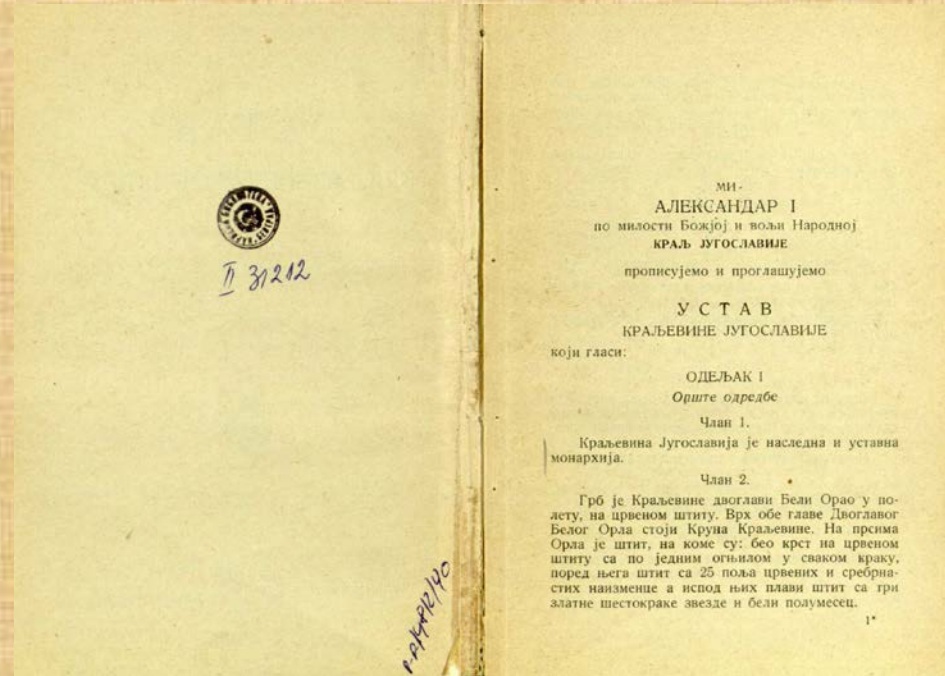 II 31212
МИ
АЛЕКСАНДАР I
по милости Божјој и вољи Народној
КРАЉ ЈУГОСЛАВИЈЕ
прописујемо и проглашујемо
УСТАВ
КРАЉЕВИНЕ ЈУГОСЛАВИЈЕ
који гласи:
ОДЕЉАК I
Опште одредбе
Члан 1.
Краљевина Југославија је наследна и уставна
монархија.
Члан 2.
Грб је Краљевине двоглави Бели Орао у по-
лету, на црвеном штиту. Врх обе главе Двоглавог
Белог Орла стоји Круна Краљевине. На прсима
Орла је штит, на коме су: бео крст на црвеном
штиту са по једним огњилом у сваком краку,
поред њега штит са 25 поља црвених и сребрна-
стих наизменце а испод њих плави штит са три
златне шестокраке звезде и бели полумесец.
1*